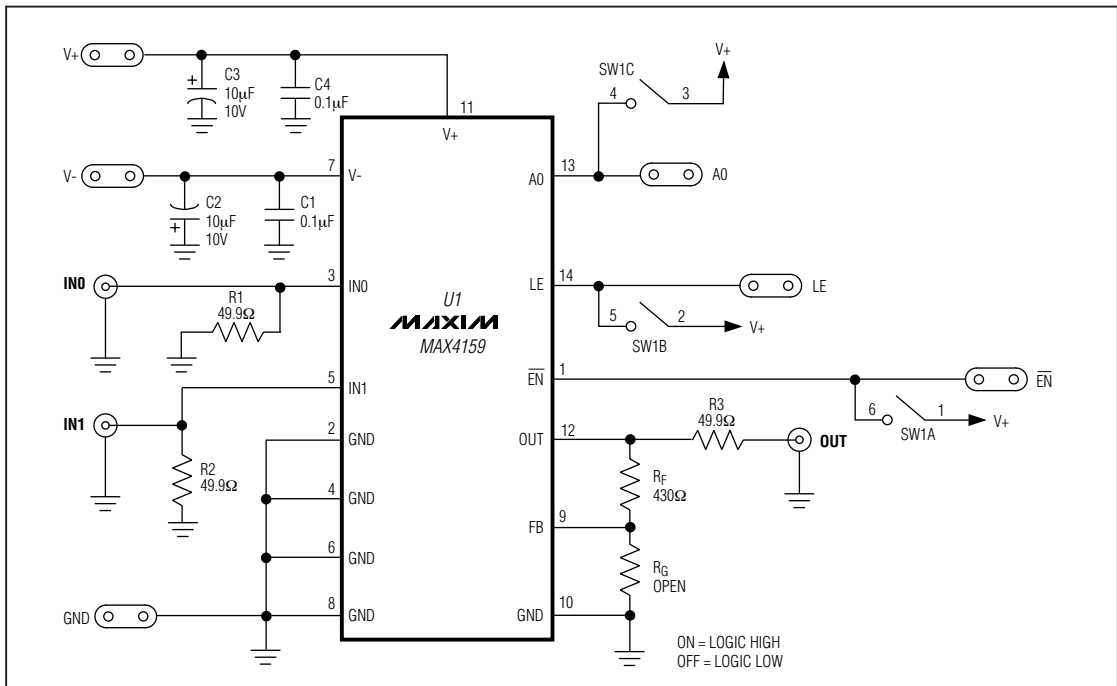 V+
C3
10μF
10V
+
C4
0.1μF
11
V+
SW1C
4
3
V+
V-
7
V-
13
A0
A0
C2
10μF
10V
+
C1
0.1μF
IN0
3
IN0
R1
49.9Ω
U1
MAXIM
MAX4159
14
LE
LE
5
2
V+
SW1B
IN1
5
IN1
R2
49.9Ω
1
EN
EN
6
1
V+
SW1A
2
GND
12
OUT
R3
49.9Ω
OUT
4
GND
RF
430Ω
9
FB
6
GND
RG
OPEN
GND
8
GND
10
GND
ON = LOGIC HIGH
OFF = LOGIC LOW